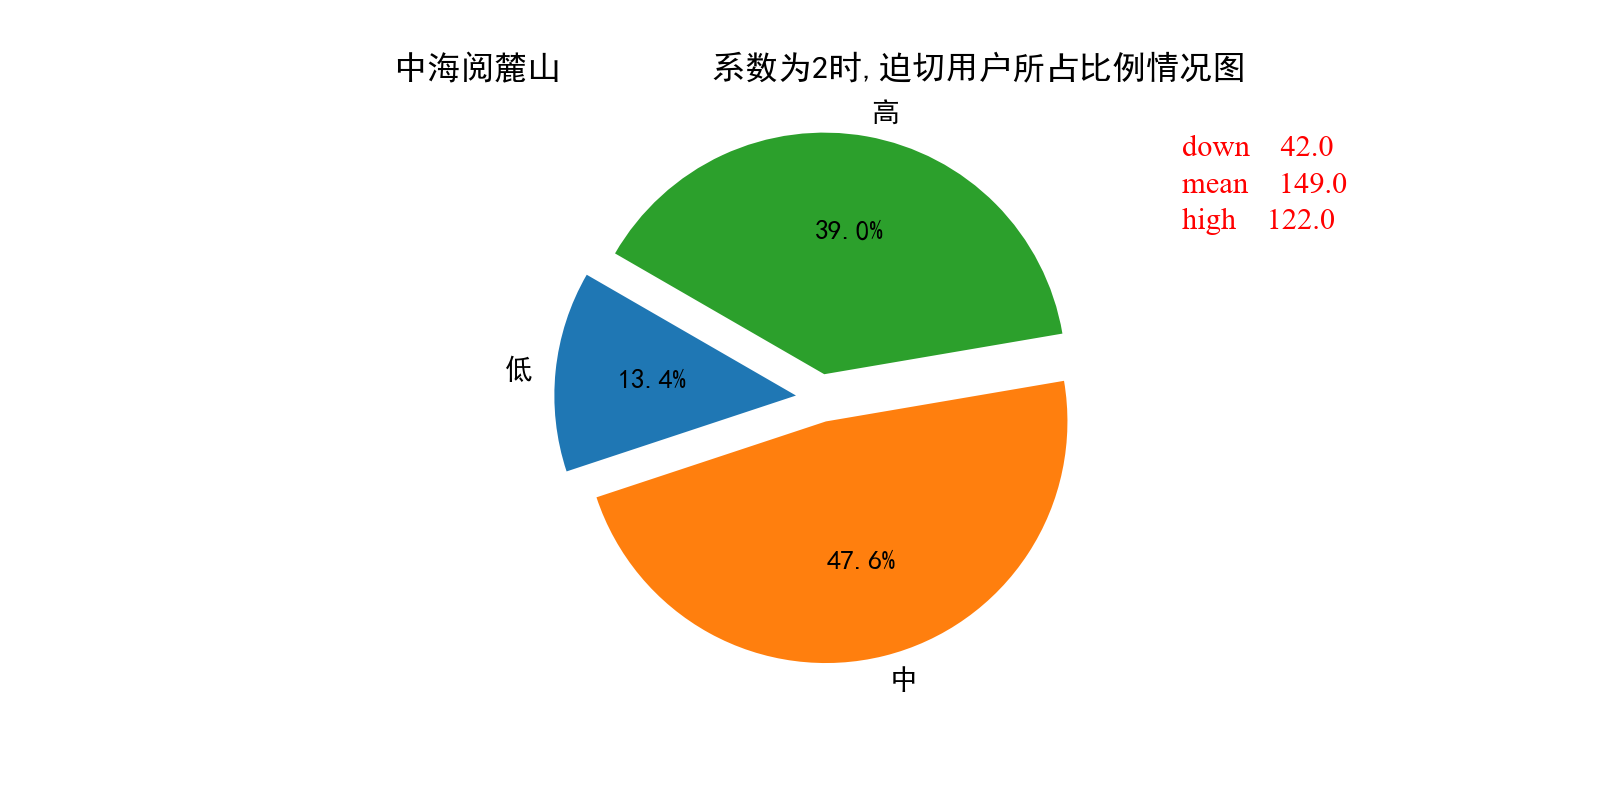 中海阅麓山 系数为2时,迫切用户所占比例情况图
高
down 42.0
mean 149.0
high 122.0
39.0%
低
13.4%
47.6%
中